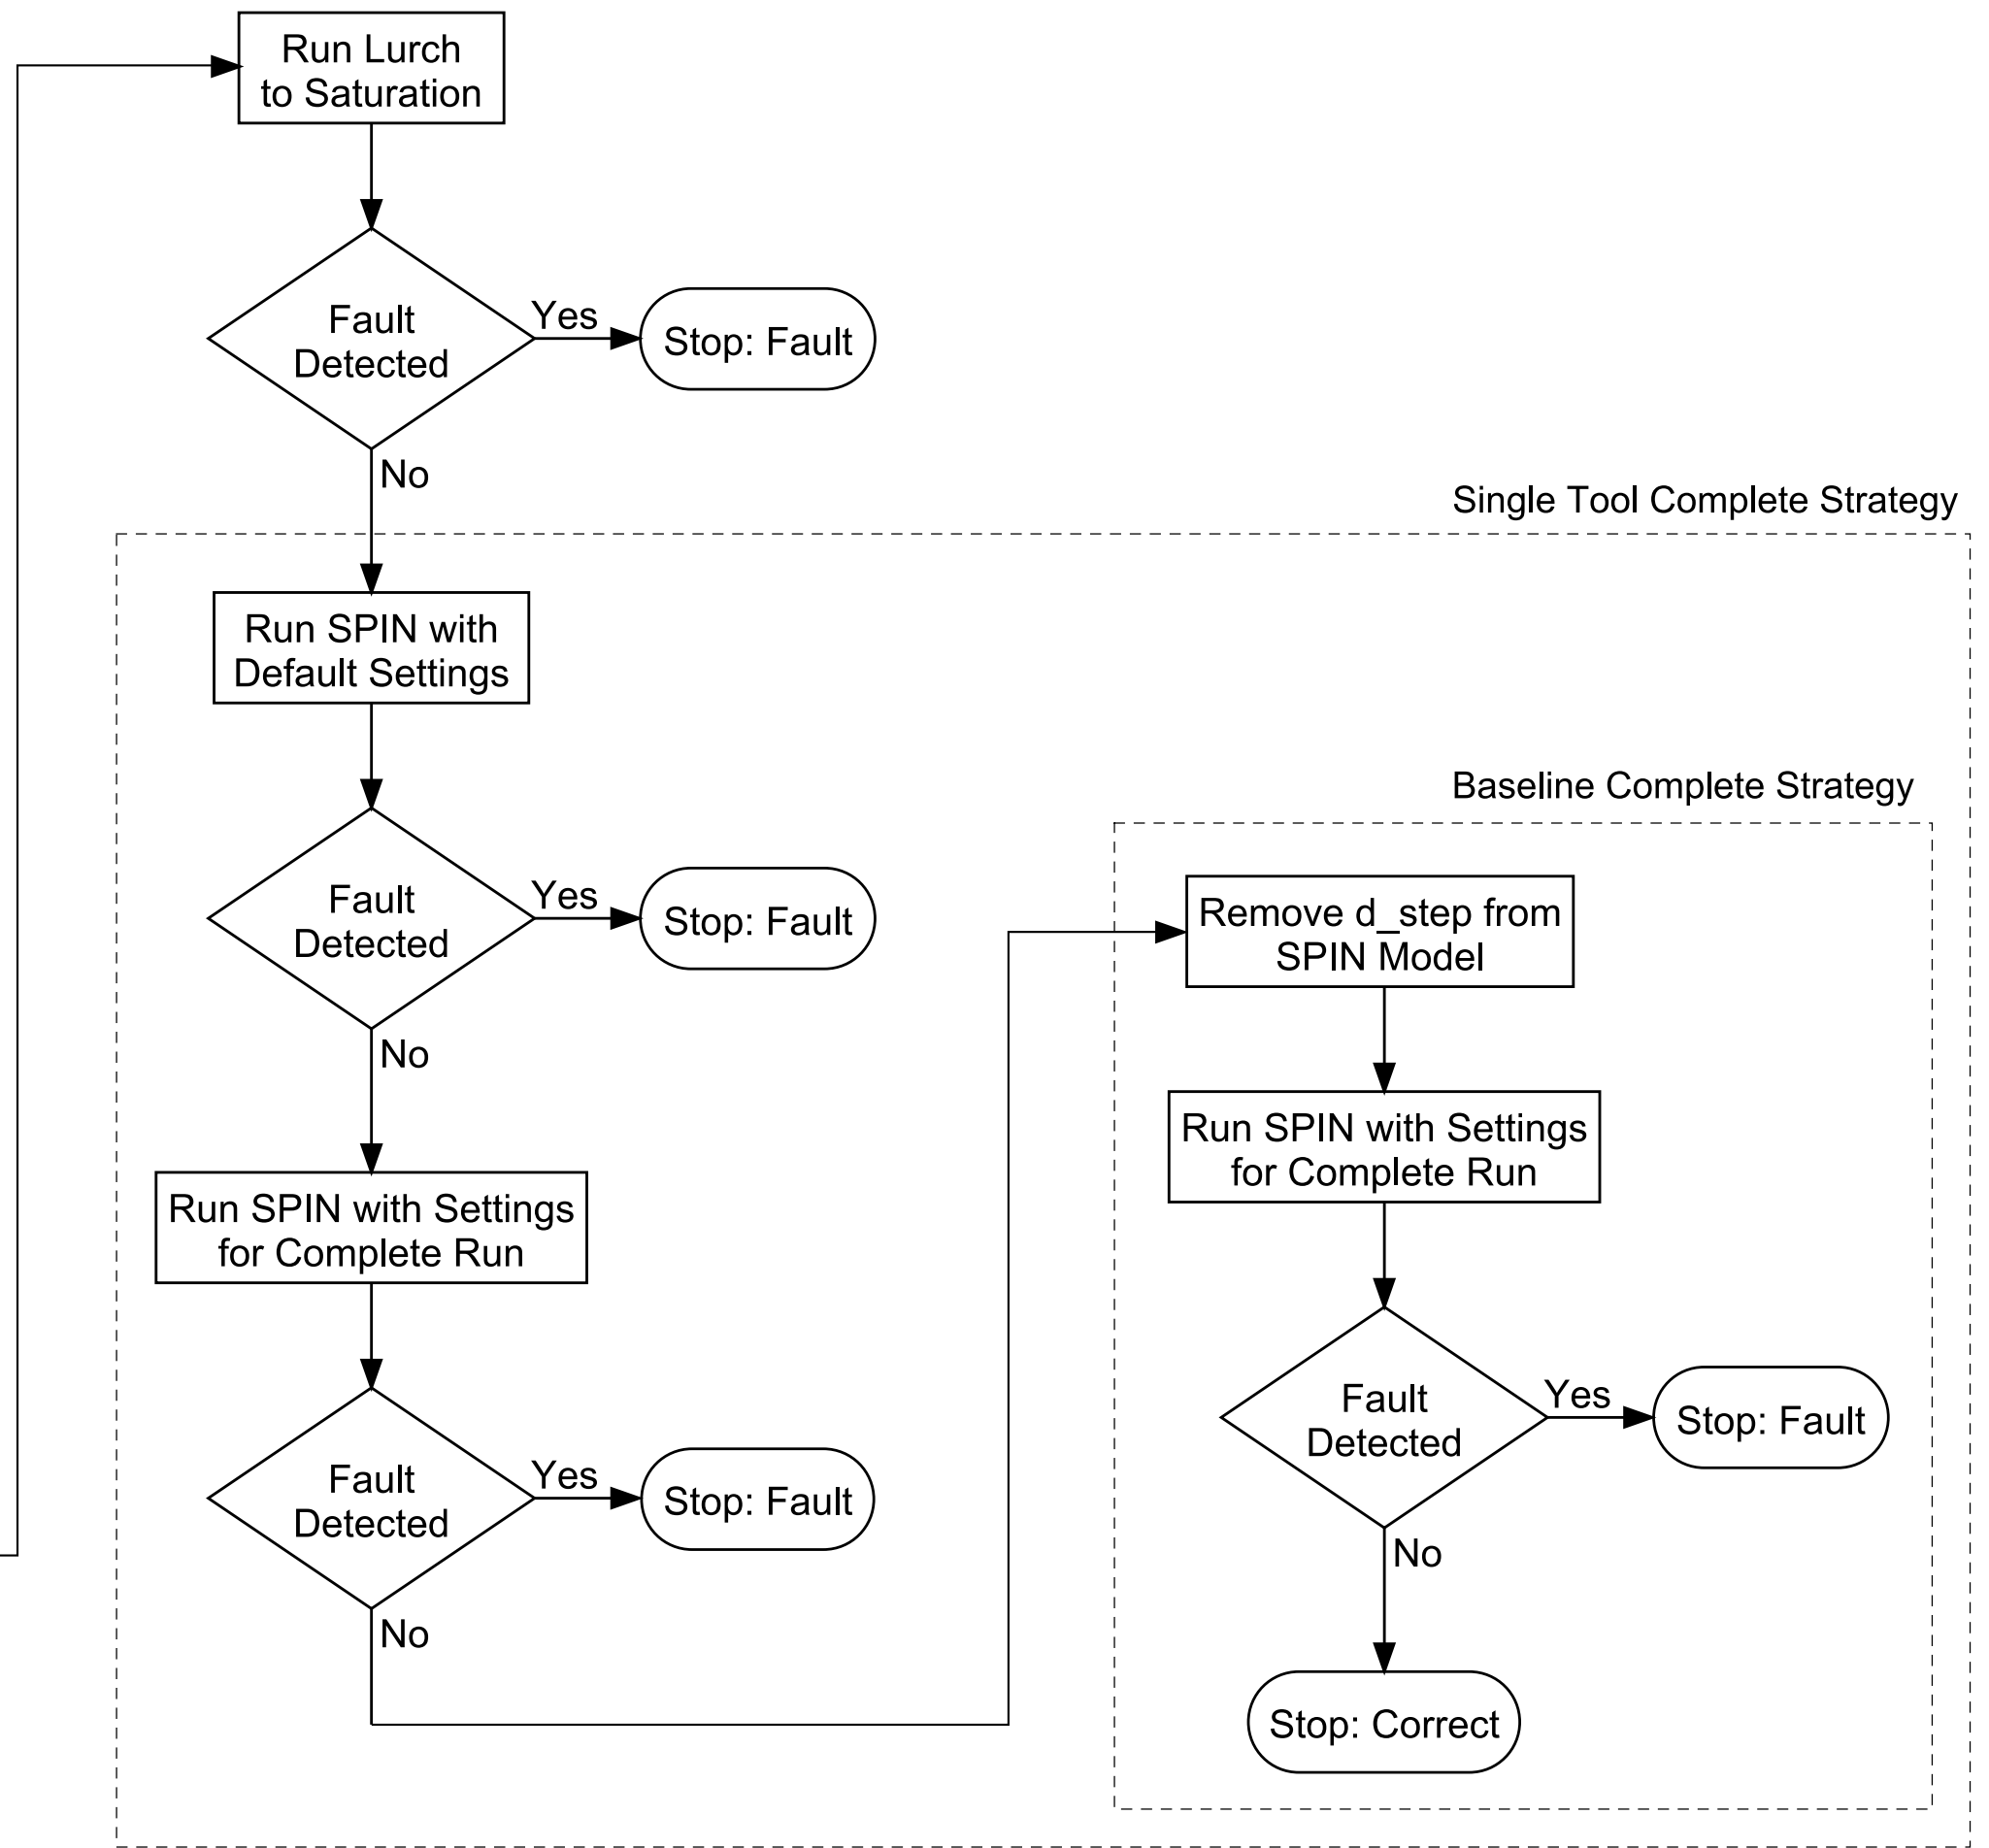 Run Lurch
to Saturation
Fault
Detected
Yes
Stop: Fault
No
Single Tool Complete Strategy
Run SPIN with
Default Settings
Fault
Detected
Yes
Stop: Fault
No
Run SPIN with Settings
for Complete Run
Fault
Detected
Yes
Stop: Fault
No
Baseline Complete Strategy
Remove d_step from
SPIN Model
Run SPIN with Settings
for Complete Run
Fault
Detected
Yes
Stop: Fault
No
Stop: Correct